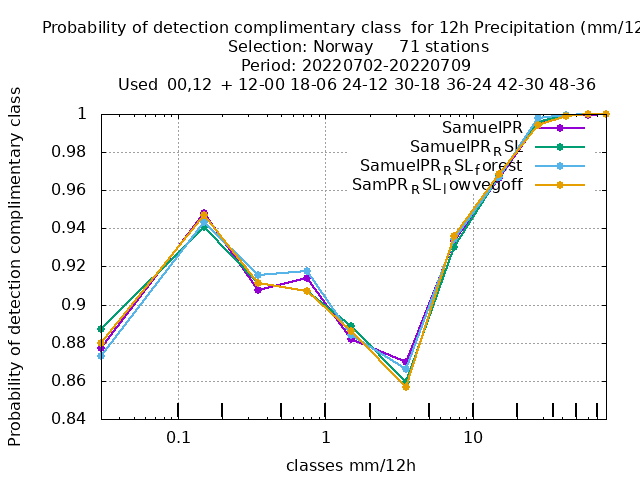 Probability of detection complimentary class  for 12h Precipitation (mm/12
Selection: Norway     71 stations
Period: 20220702-20220709
Used  00,12  + 12-00 18-06 24-12 30-18 36-24 42-30 48-36
Probability of detection complimentary class
1
0.98
0.96
0.94
0.92
0.9
0.88
0.86
0.84
SamuelPR
SamuelPR_RSL
SamuelPR_RSL_forest
SamPR_RSL_lowvegoff
0.1
1
10
classes mm/12h